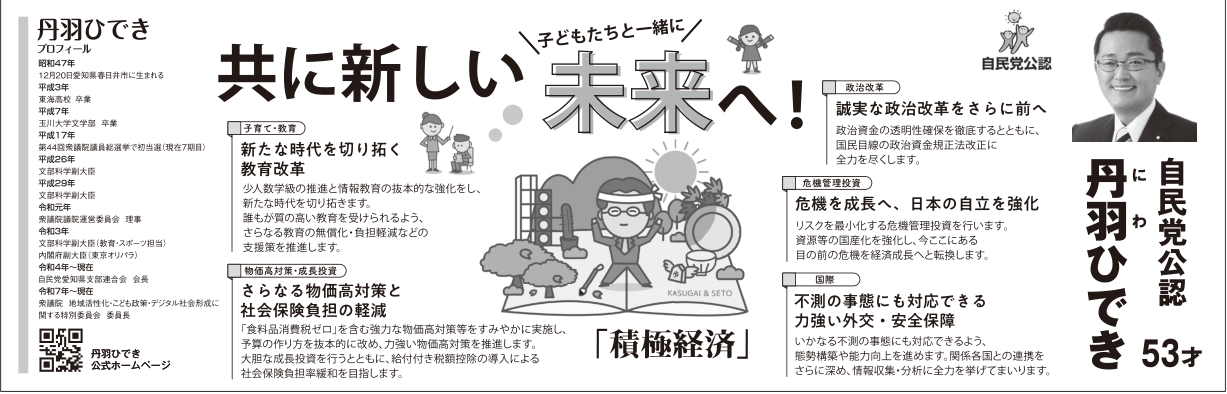 丹羽ひでき
プロフィール
昭和47年
12月20日愛知県春日井市に生まれる
平成3年
東海高校 卒業
平成7年
玉川大学文学部 卒業
平成17年
第44回衆議院議員総選挙で初当選(現在7期目)
平成26年
文部科学副大臣
平成29年
文部科学副大臣
令和元年
衆議院議院運営委員会 理事
令和3年
文部科学副大臣(教育・スポーツ担当)
内閣府副大臣(東京オリパラ)
令和4年〜現在
自民党愛知県支部連合会 会長
令和7年〜現在
衆議院 地域活性化・こども政策・デジタル社会形成に
関する特別委員会 委員長
丹羽ひでき
公式ホームページ
子どもたちと一緒に
共に新しい未来へ!
子育て・教育
新たな時代を切り拓く
教育改革
少人数学級の推進と情報教育の抜本的な強化をし、
新たな時代を切り拓きます。
誰もが質の高い教育を受けられるよう、
さらなる教育の無償化・負担軽減などの
支援策を推進します。
物価高対策・成長投資
さらなる物価高対策と
社会保険負担の軽減
「食料品消費税ゼロ」を含む強力な物価高対策等をすみやかに実施し、
予算の作り方を抜本的に改め、力強い物価高対策を推進します。
大胆な成長投資を行うとともに、給付付き税額控除の導入による
社会保険負担率緩和を目指します。
KASUGAI & SETO
「積極経済」
政治改革
誠実な政治改革をさらに前へ
政治資金の透明性確保を徹底するとともに、
国民目線の政治資金規正法改正に
全力を尽くします。
危機管理投資
危機を成長へ、日本の自立を強化
リスクを最小化する危機管理投資を行います。
資源等の国産化を強化し、今ここにある
目の前の危機を経済成長へと転換します。
国際
不測の事態にも対応できる
力強い外交・安全保障
いかなる不測の事態にも対応できるよう、
態勢構築や能力向上を進めます。関係各国との連携を
さらに深め、情報収集・分析に全力を挙げてまいります。
自民党公認
自民党公認
にわ
丹羽ひでき
53才